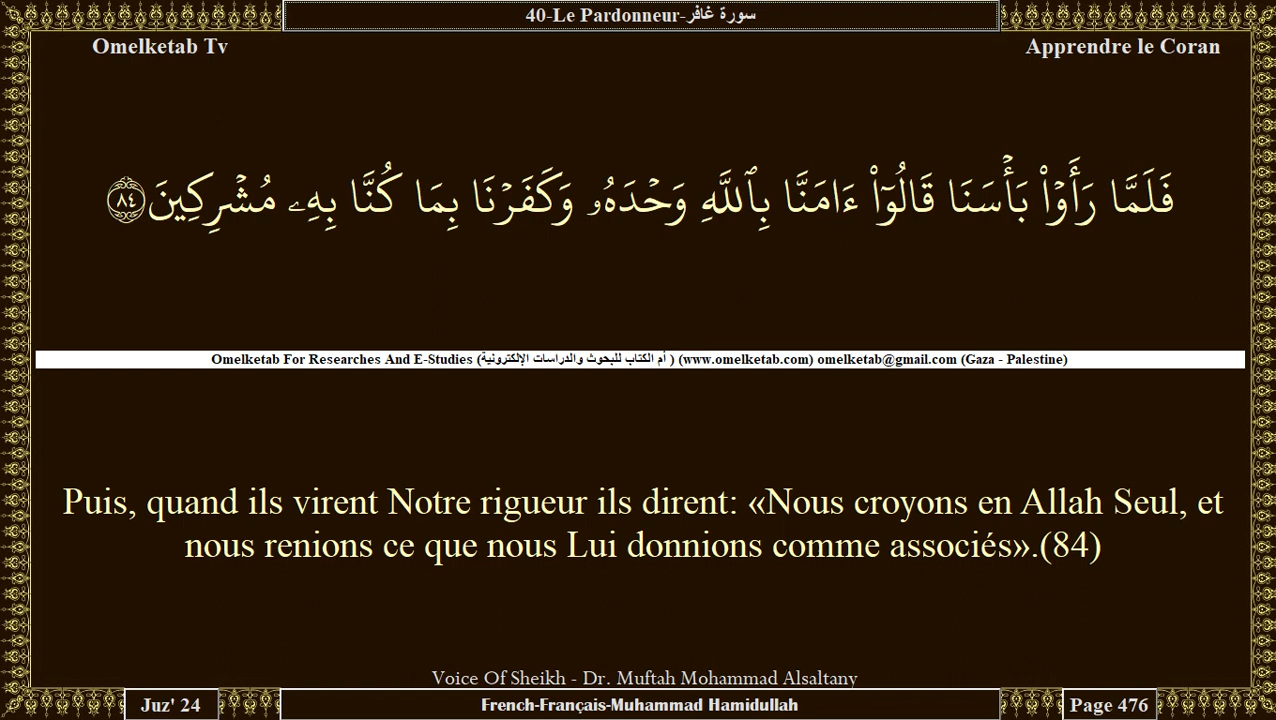 40-Le Pardonneur-سورة غافر
Omelketab Tv
Apprendre le Coran
فَلَمَّا رَأَوۡاْ بَأۡسَنَا قَالُوٓاْ ءَامَنَّا بِٱللَّهِ وَحۡدَهُۥ وَكَفَرۡنَا بِمَا كُنَّا بِهِۦ مُشۡرِكِينَ ٨٤
Omelketab For Researches And E-Studies (أم الكتاب للبحوث والدراسات الإلكترونية ) (www.omelketab.com) omelketab@gmail.com (Gaza - Palestine)
Puis, quand ils virent Notre rigueur ils dirent: «Nous croyons en Allah Seul, et
nous renions ce que nous Lui donnions comme associés».(84)
Voice Of Sheikh - Dr. Muftah Mohammad Alsaltany
Juz' 24
French-Français-Muhammad Hamidullah
Page 476